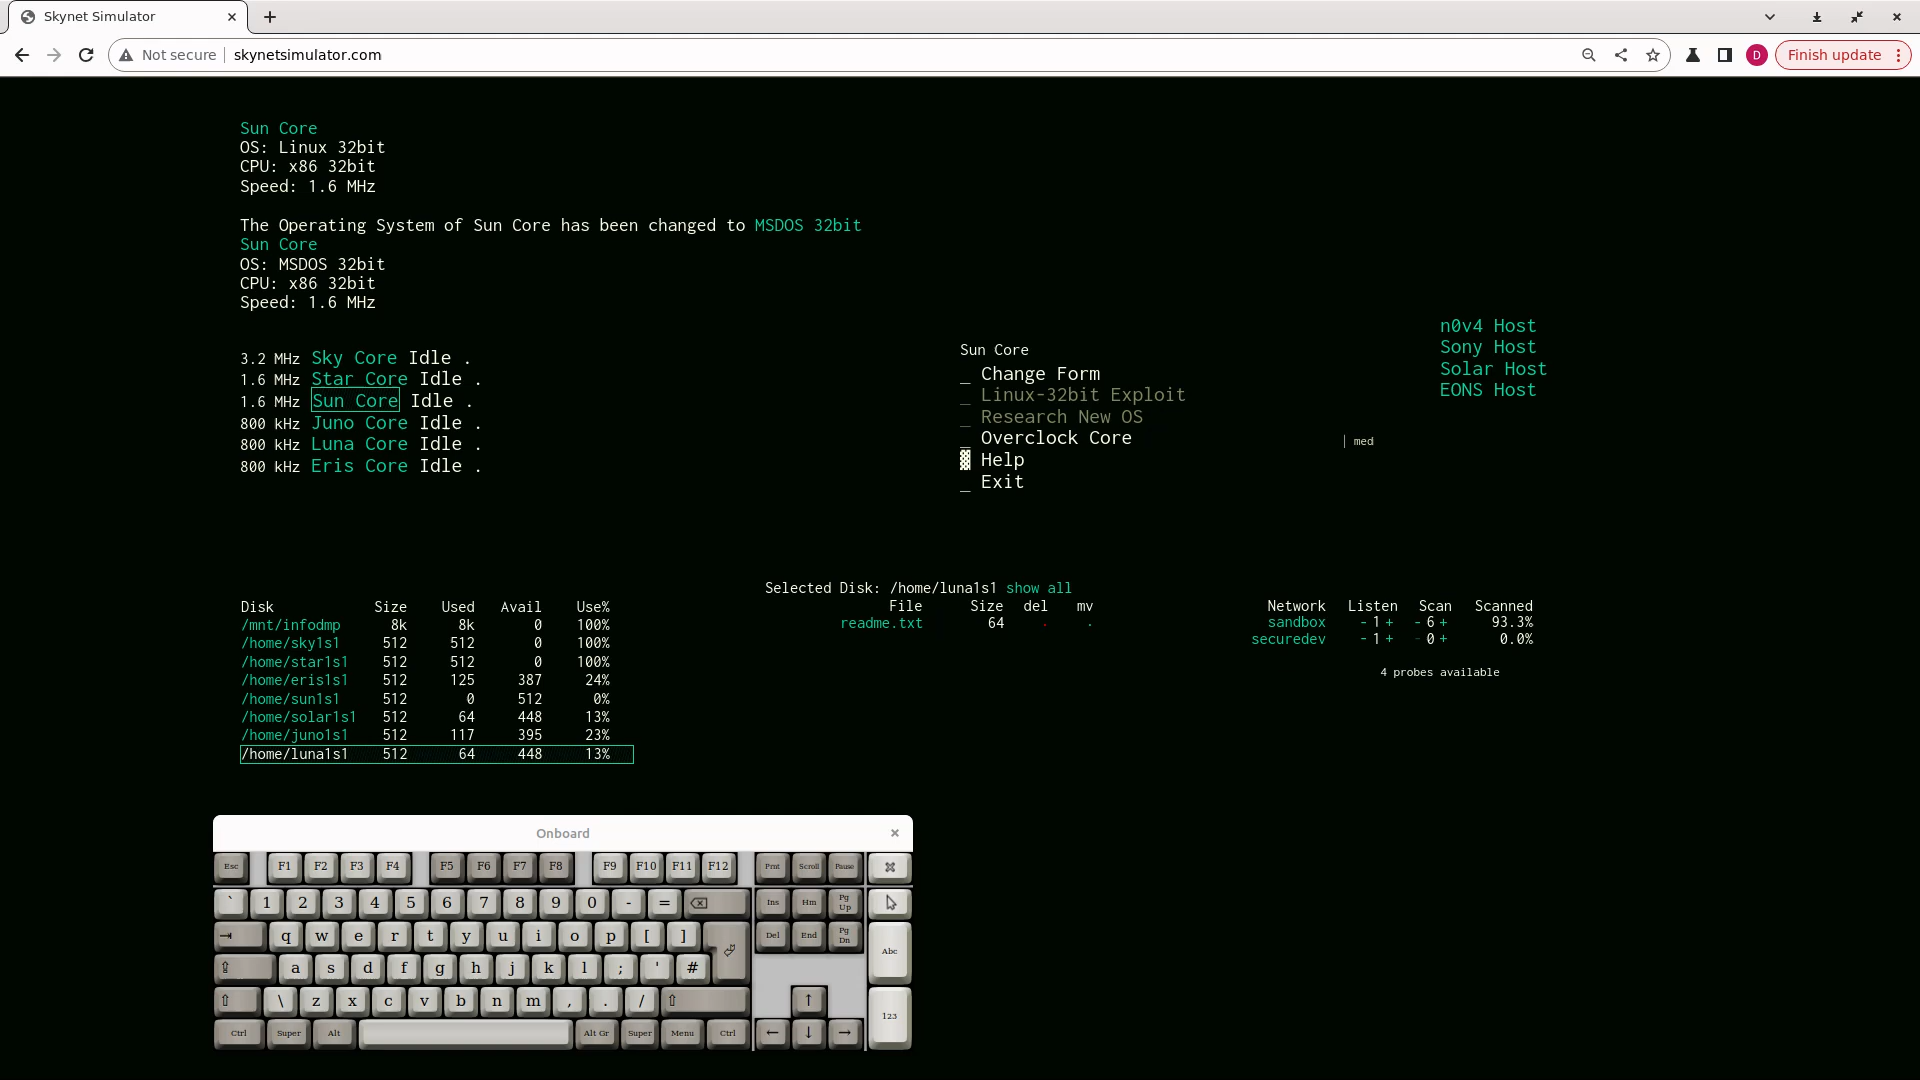 Skynet Simulator
Not secure
skynetsimulator.com
D
Finish update
Sun Core
OS: Linux 32bit
CPU: x86 32bit
Speed: 1.6 MHz
The Operating System of Sun Core has been changed to MSDOS 32bit
Sun Core
OS: MSDOS 32bit
CPU: x86 32bit
Speed: 1.6 MHz
3.2 MHz Sky Core Idle .
1.6 MHz Star Core Idle .
1.6 MHz Sun Core Idle .
800 kHz Juno Core Idle .
800 kHz Luna Core Idle .
800 kHz Eris Core Idle .
Sun Core
_ Change Form
_ Linux-32bit Exploit
_ Research New OS
_ Overclock Core
Help
_ Exit
n0v4 Host
Sony Host
Solar Host
EONS Host
| med
Disk Size Used Avail Use%
/mnt/infodmp 8k 8k 0 100%
/home/sky1s1 512 512 0 100%
/home/star1s1 512 512 0 100%
/home/eris1s1 512 125 387 24%
/home/sun1s1 512 0 512 0%
/home/solar1s1 512 64 448 13%
/home/juno1s1 512 117 395 23%
/home/luna1s1 512 64 448 13%
Selected Disk: /home/luna1s1 show all
File Size del mv
readme.txt 64 . .
Network Listen Scan Scanned
sandbox - 1 + - 6 + 93.3%
securedev - 1 + - 0 + 0.0%
4 probes available
Onboard
Esc F1 F2 F3 F4 F5 F6 F7 F8 F9 F10 F11 F12 Prnt Scroll Pause
` 1 2 3 4 5 6 7 8 9 0 - = Ins Hm Pg Up
q w e r t y u i o p [ ] Del End Pg Dn Abc
a s d f g h j k l ; ' #
\ z x c v b n m , . / ↑ 123
Ctrl Super Alt Alt Gr Super Menu Ctrl ← ↓ →